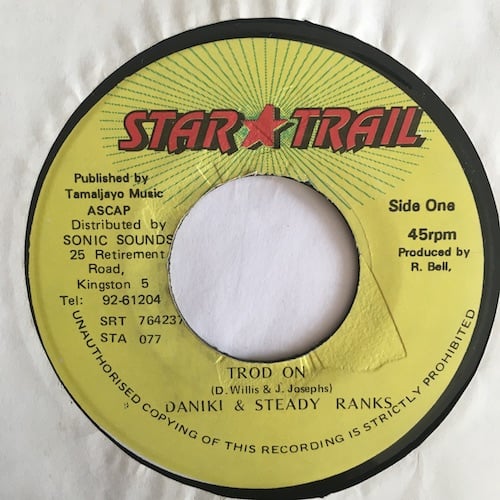 STAR TRAIL
Published by
Tamaljayo Music
ASCAP
Distributed by
SONIC SOUNDS
25 Retirement
Road,
Kingston 5
Tel: 92-61204
SRT 764237
STA 077
Side One
45rpm
Produced by
R. Bell,
TROD ON
(D. Willis & J. Josephs)
DANIKI & STEADY RANKS
UNAUTHORISED COPYING OF THIS RECORDING IS STRICTLY PROHIBITED